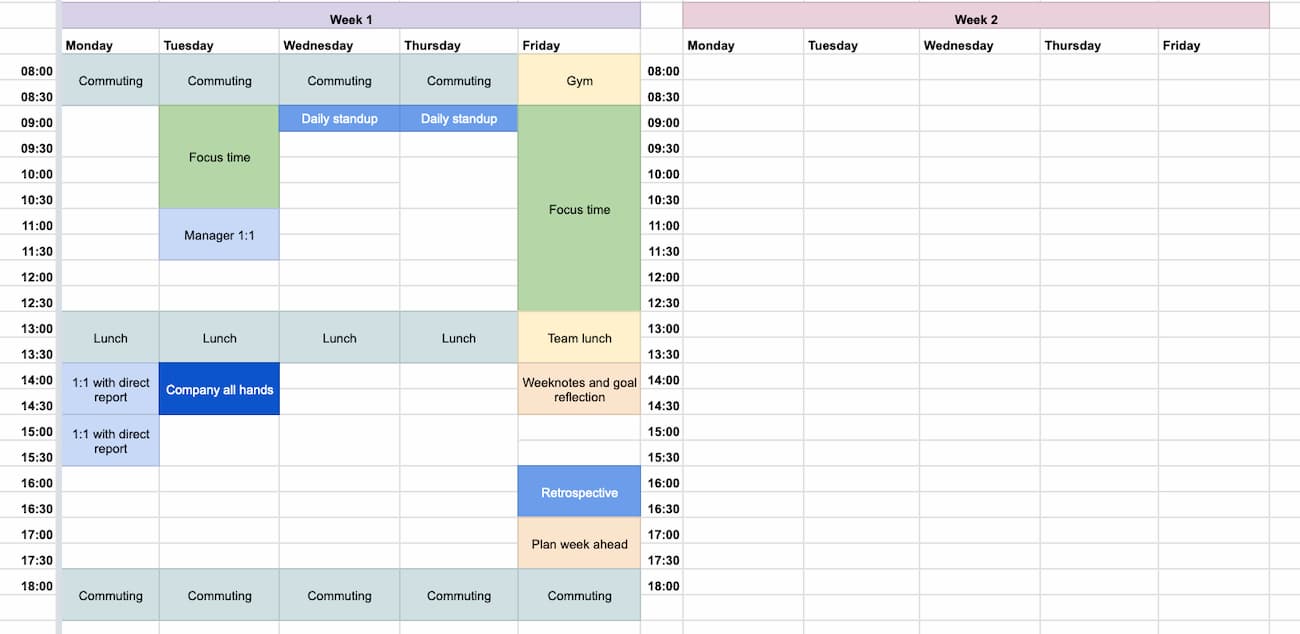 Week 1 Week 2
Monday Tuesday Wednesday Thursday Friday Monday Tuesday Wednesday Thursday Friday
08:00 Commuting Commuting Commuting Commuting Gym 08:00
08:30 08:30
09:00 Daily standup Daily standup 09:00
09:30 Focus time 09:30
10:00 10:00
10:30 Focus time 10:30
11:00 Manager 1:1 11:00
11:30 11:30
12:00 12:00
12:30 12:30
13:00 Lunch Lunch Lunch Lunch Team lunch 13:00
13:30 13:30
14:00 1:1 with direct Company all hands Weeknotes and goal 14:00
report reflection
14:30 14:30
15:00 1:1 with direct 15:00
report
15:30 15:30
16:00 Retrospective 16:00
16:30 16:30
17:00 Plan week ahead 17:00
17:30 17:30
18:00 Commuting Commuting Commuting Commuting Commuting 18:00